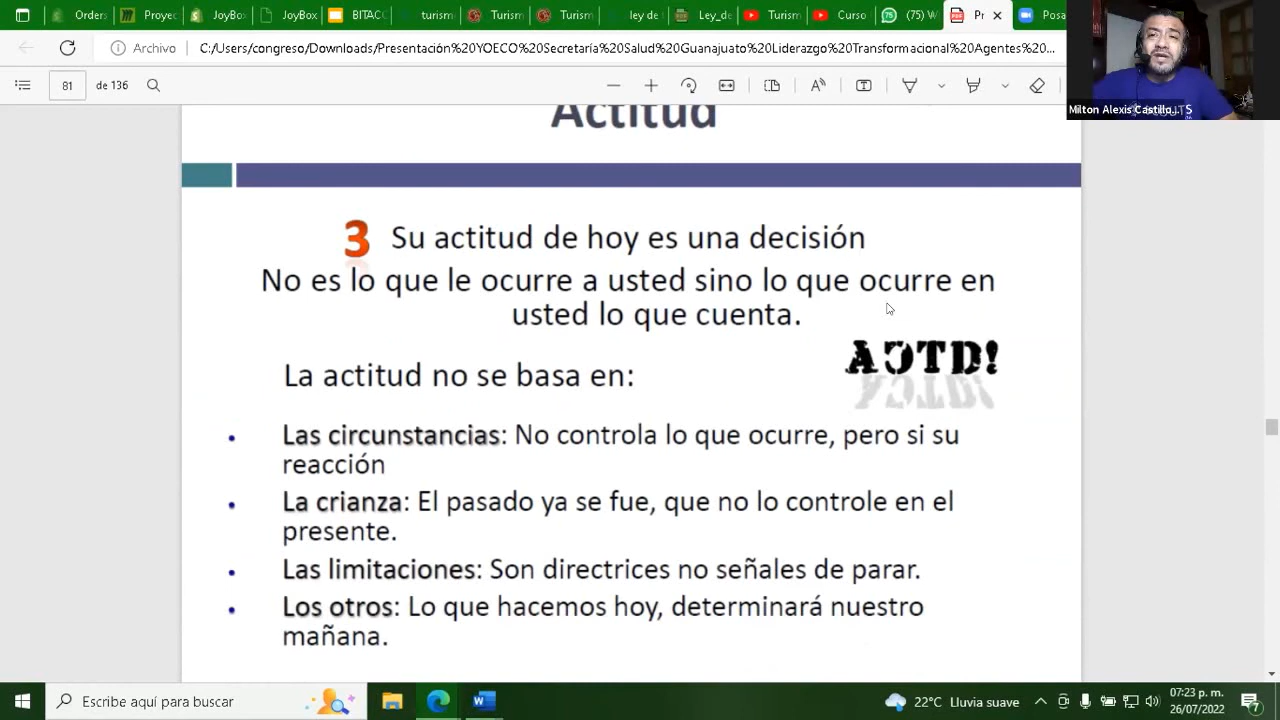 Orders
Proyec
JoyBox
JoyBox
BITACO
turism
Turism
Turism
ley de
Ley_de
Turism
Curso
(75) W
Pr
Posa
Archivo
C:/Users/congreso/Downloads/Presentación%20YOECO%20Secretaría%20Salud%20Guanajuato%20Liderazgo%20Transformacional%20Agentes%20...
81 de 136
Milton Alexis Castillo...
Actitud
3 Su actitud de hoy es una decisión
No es lo que le ocurre a usted sino lo que ocurre en
usted lo que cuenta.
La actitud no se basa en:
• Las circunstancias: No controla lo que ocurre, pero si su
reacción
• La crianza: El pasado ya se fue, que no lo controle en el
presente.
• Las limitaciones: Son directrices no señales de parar.
• Los otros: Lo que hacemos hoy, determinará nuestro
mañana.
Escribe aquí para buscar
22°C Lluvia suave
07:23 p. m.
26/07/2022
7